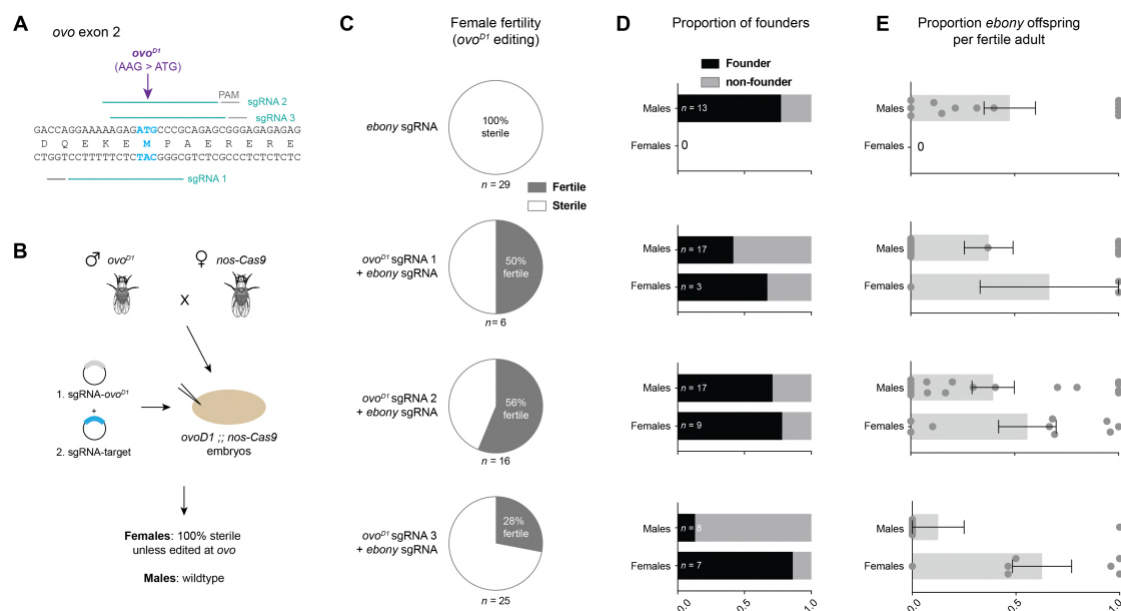 A
ovo exon 2
ovoD1
(AAG > ATG)
PAM
sgRNA 2
sgRNA 3
GACCAGGAAAAAGAGATGCCCGCAGAGCGGGAGAGAGAG
D Q E K E M P A E R E R E
CTGGTCCTTTTTCTCTACGGGCGTCTCGCCCTCTCTCTC
sgRNA 1
B
♂ ovoD1
♀ nos-Cas9
X
1. sgRNA-ovoD1
+
2. sgRNA-target
ovoD1 ;; nos-Cas9
embryos
Females: 100% sterile
unless edited at ovo
Males: wildtype
C
Female fertility
(ovoD1 editing)
ebony sgRNA
100%
sterile
n = 29
Fertile
Sterile
ovoD1 sgRNA 1
+ ebony sgRNA
50%
fertile
n= 6
ovoD1 sgRNA 2
+ ebony sgRNA
56%
fertile
n = 16
ovoD1 sgRNA 3
+ ebony sgRNA
28%
fertile
n = 25
D
Proportion of founders
Founder
non-founder
Males
n = 13
Females
0
Males
n = 17
Females
n = 3
Males
n = 17
Females
n = 9
Males
n = 8
Females
n = 7
0.0
0.5
1.0
E
Proportion ebony offspring
per fertile adult
Males
Females
0
Males
Females
Males
Females
Males
Females
0.0
0.5
1.0